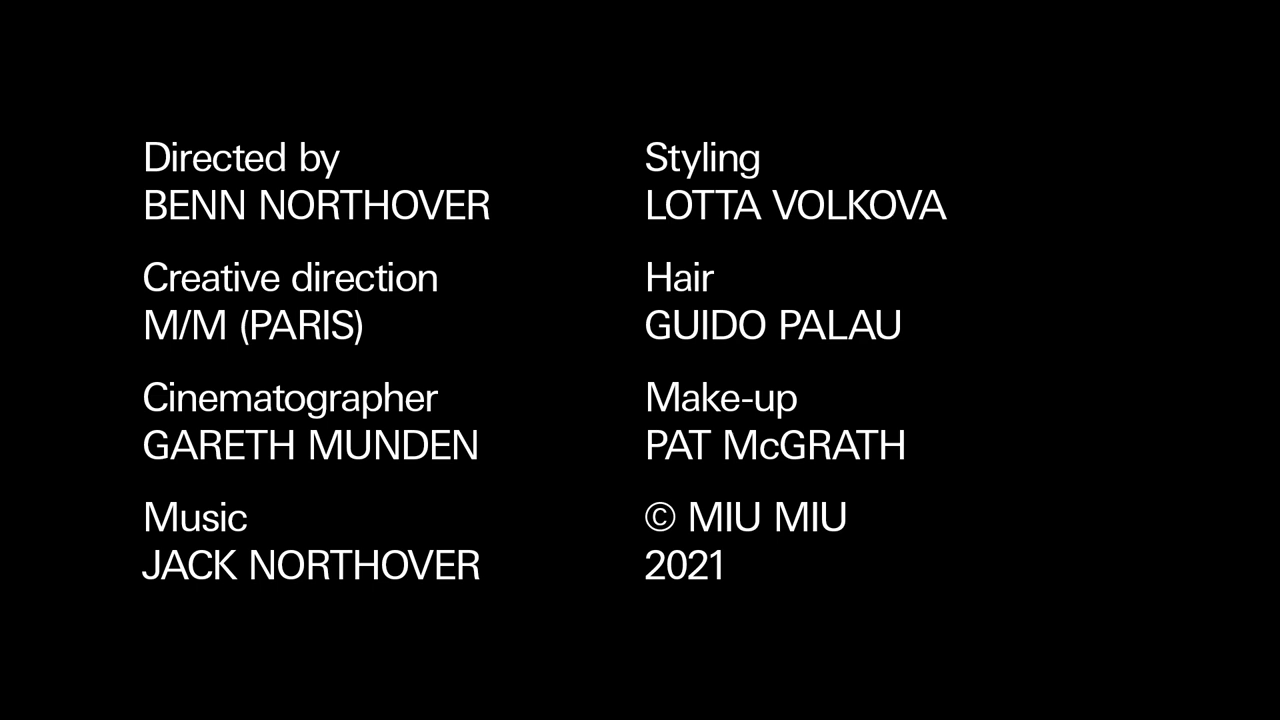 Directed by
BENN NORTHOVER
Creative direction
M/M (PARIS)
Cinematographer
GARETH MUNDEN
Music
JACK NORTHOVER
Styling
LOTTA VOLKOVA
Hair
GUIDO PALAU
Make-up
PAT McGRATH
© MIU MIU
2021